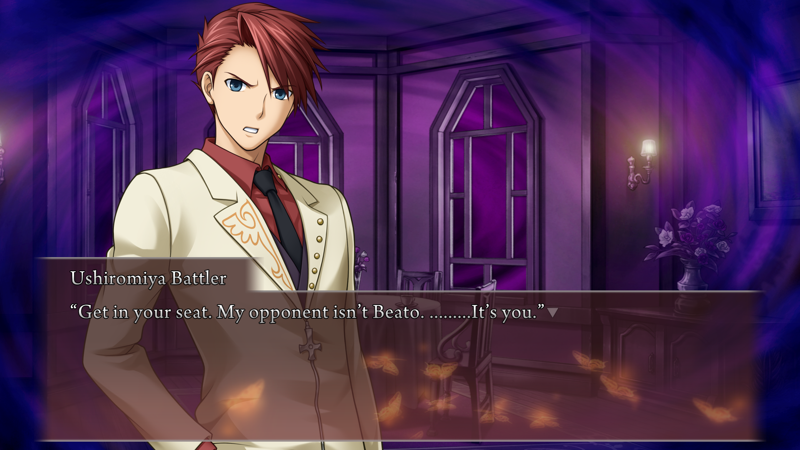 Ushiromiya Battler
“Get in your seat. My opponent isn’t Beato. .........It’s you.”